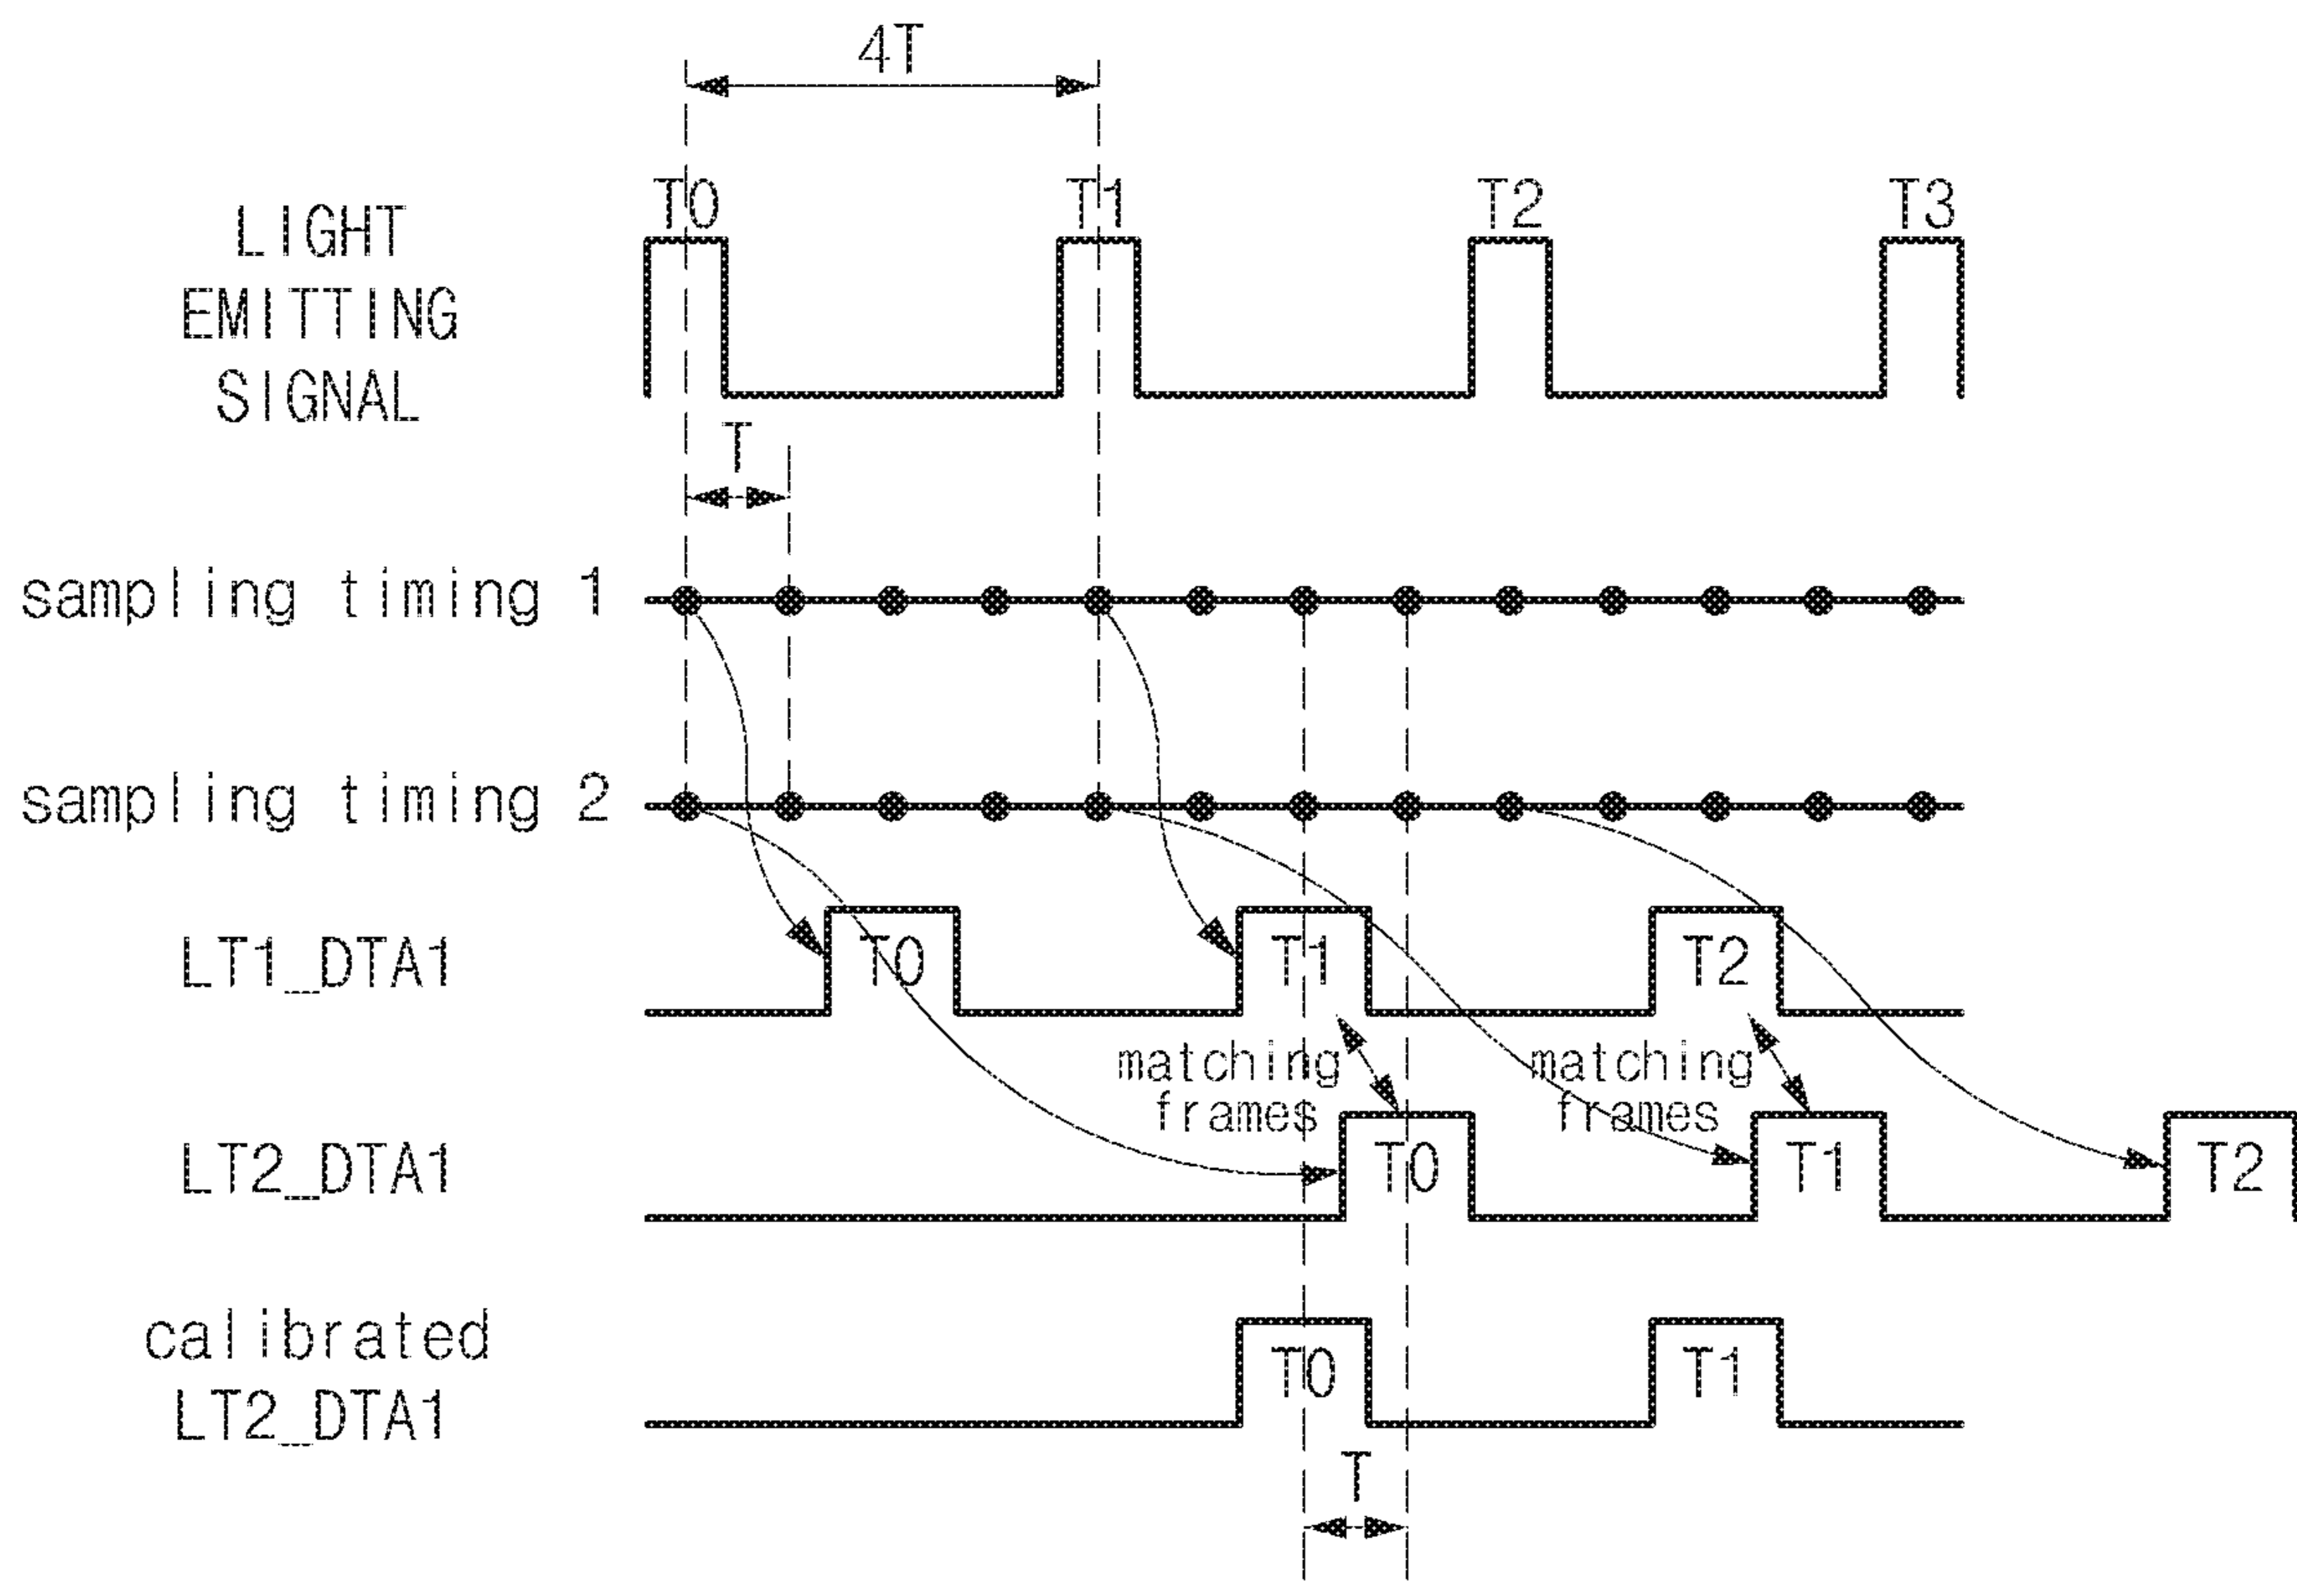 4T
T0
T1
T2
T3
LIGHT
EMITTING
SIGNAL
T
sampling timing 1
sampling timing 2
LT1_DTA1
T0
T1
T2
matching
frames
matching
frames
LT2_DTA1
T0
T1
T2
calibrated
LT2_DTA1
T0
T1
T